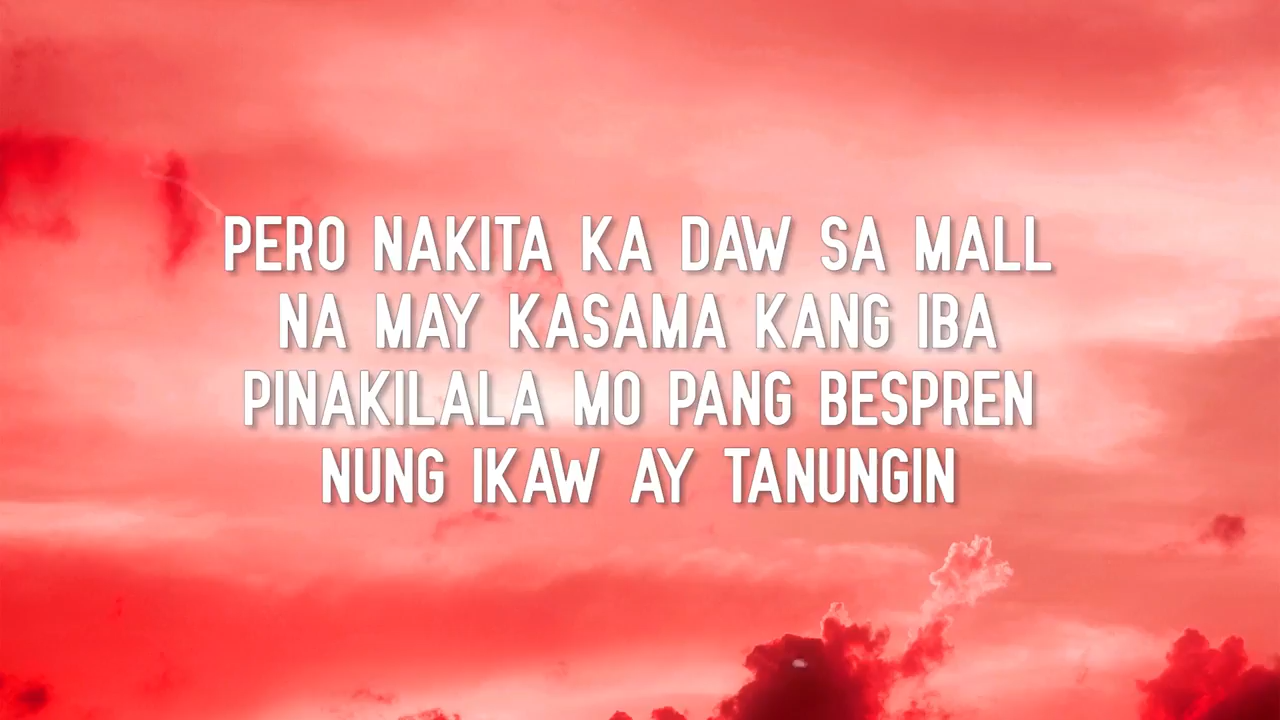 PERO NAKITA KA DAW SA MALL
NA MAY KASAMA KANG IBA
PINAKILALA MO PANG BESPREN
NUNG IKAW AY TANUNGIN